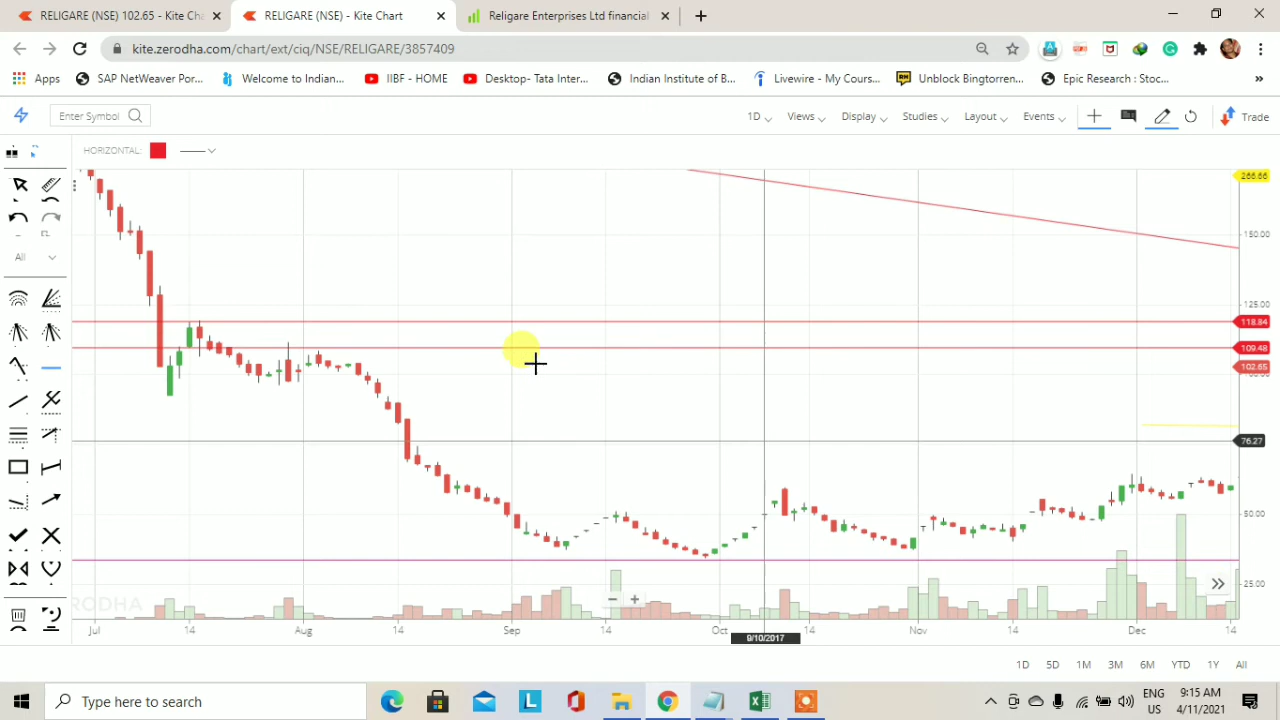 RELIGARE (NSE) 102.65 - Kite Cha
RELIGARE (NSE) - Kite Chart
Religare Enterprises Ltd financial
kite.zerodha.com/chart/ext/ciq/NSE/RELIGARE/3857409
Apps
SAP NetWeaver Por...
Welcome to Indian...
IIBF - HOME
Desktop- Tata Inter...
Indian Institute of B...
Livewire - My Cours...
Unblock Bingtorren...
Epic Research : Stoc...
Enter Symbol
1D
Views
Display
Studies
Layout
Events
Trade
HORIZONTAL:
All
266.66
150.00
125.00
118.84
109.48
102.65
76.27
50.00
25.00
Jul
14
Aug
14
Sep
14
Oct
9/10/2017
14
Nov
14
Dec
14
1D 5D 1M 3M 6M YTD 1Y All
Type here to search
ENG
US
9:15 AM
4/11/2021